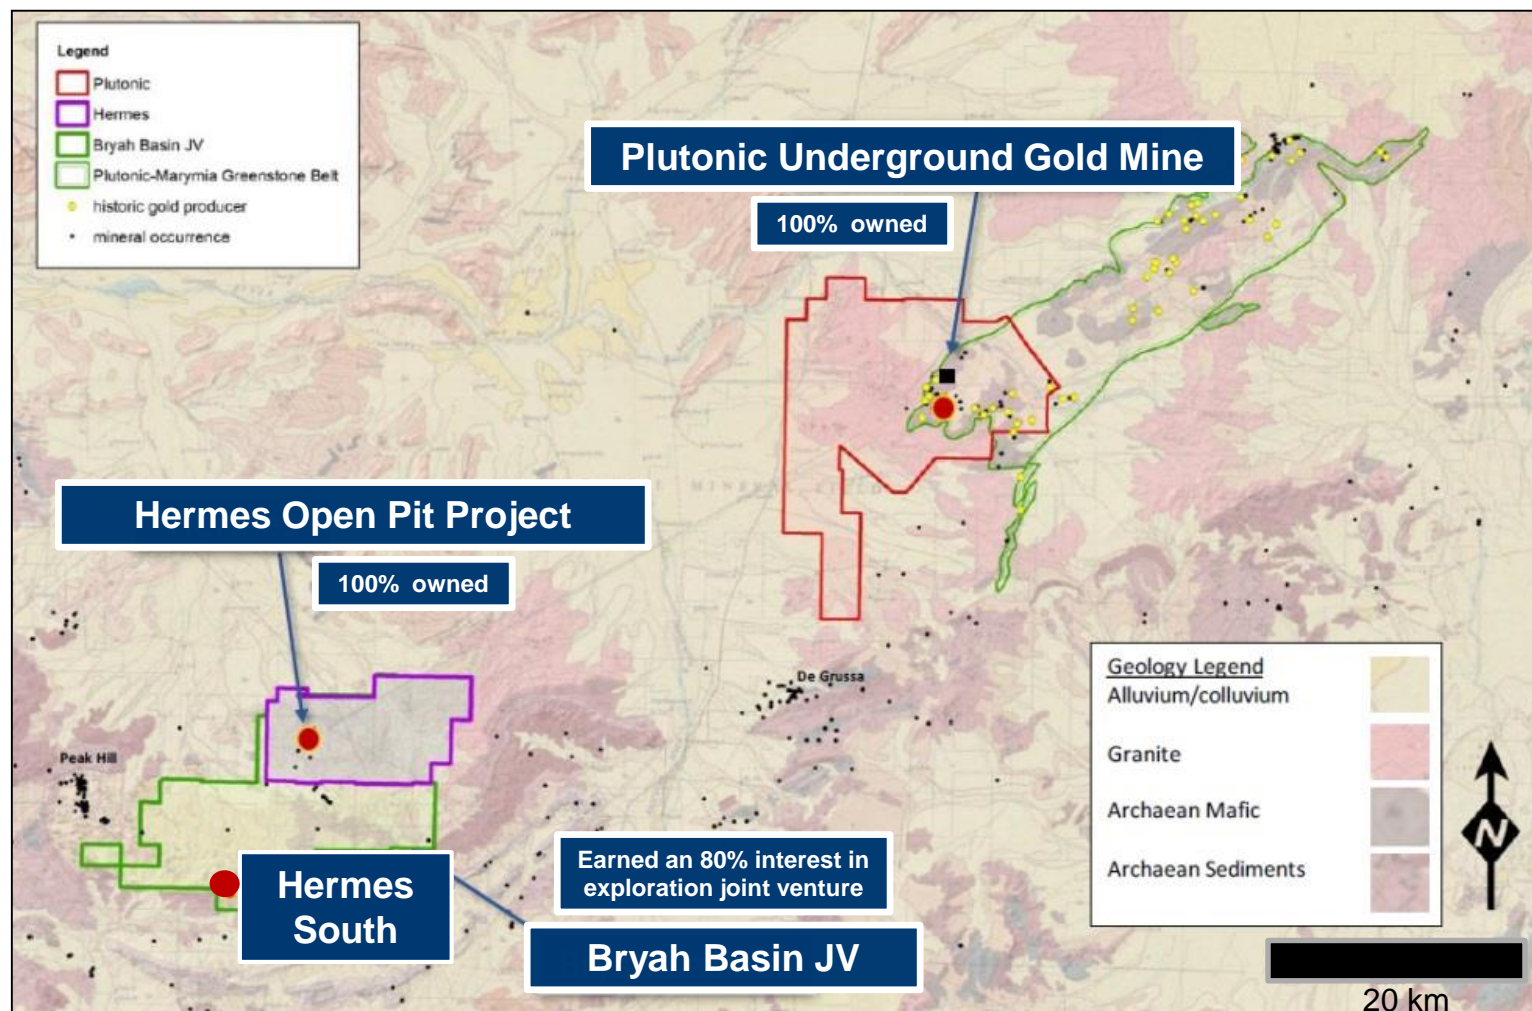 Legend
Plutonic
Hermes
Bryah Basin JV
Plutonic-Marymia Greenstone Belt
historic gold producer
mineral occurrence
Plutonic Underground Gold Mine
100% owned
MINERAL FIELD
Hermes Open Pit Project
100% owned
De Grussa
Peak Hill
Hermes
South
Earned an 80% interest in
exploration joint venture
Bryah Basin JV
Geology Legend
Alluvium/colluvium
Granite
Archaean Mafic
Archaean Sediments
N
20 km